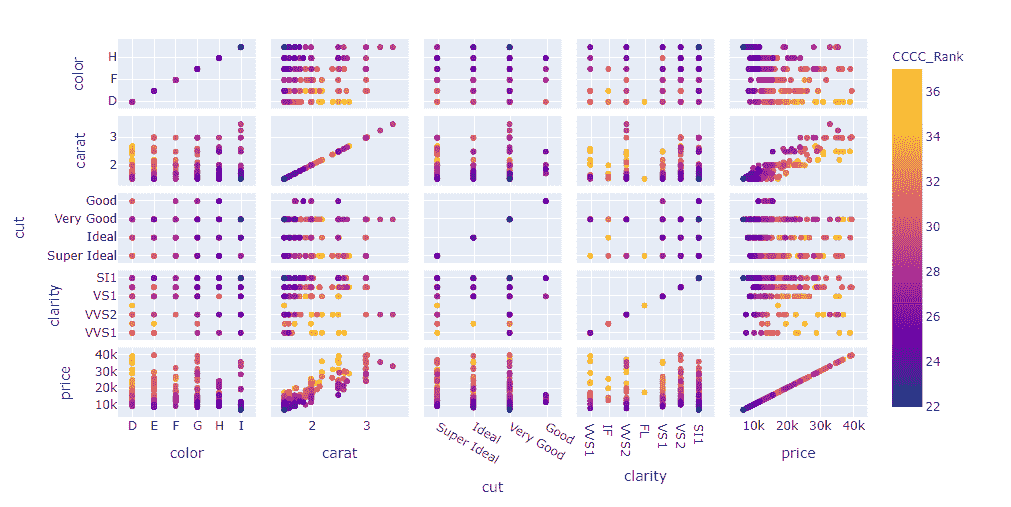 CCCC_Rank
color
H
F
D
carat
3
2
cut
Good
Very Good
Ideal
Super Ideal
clarity
SI1
VS1
VVS2
VVS1
price
40k
30k
20k
10k
D E F G H I
2 3
Super Ideal
Ideal
Very Good
Good
VVS1
IF
VVS2
FL
VS1
VS2
SI1
10k 20k 30k 40k
color
carat
cut
clarity
price
36
34
32
30
28
26
24
22